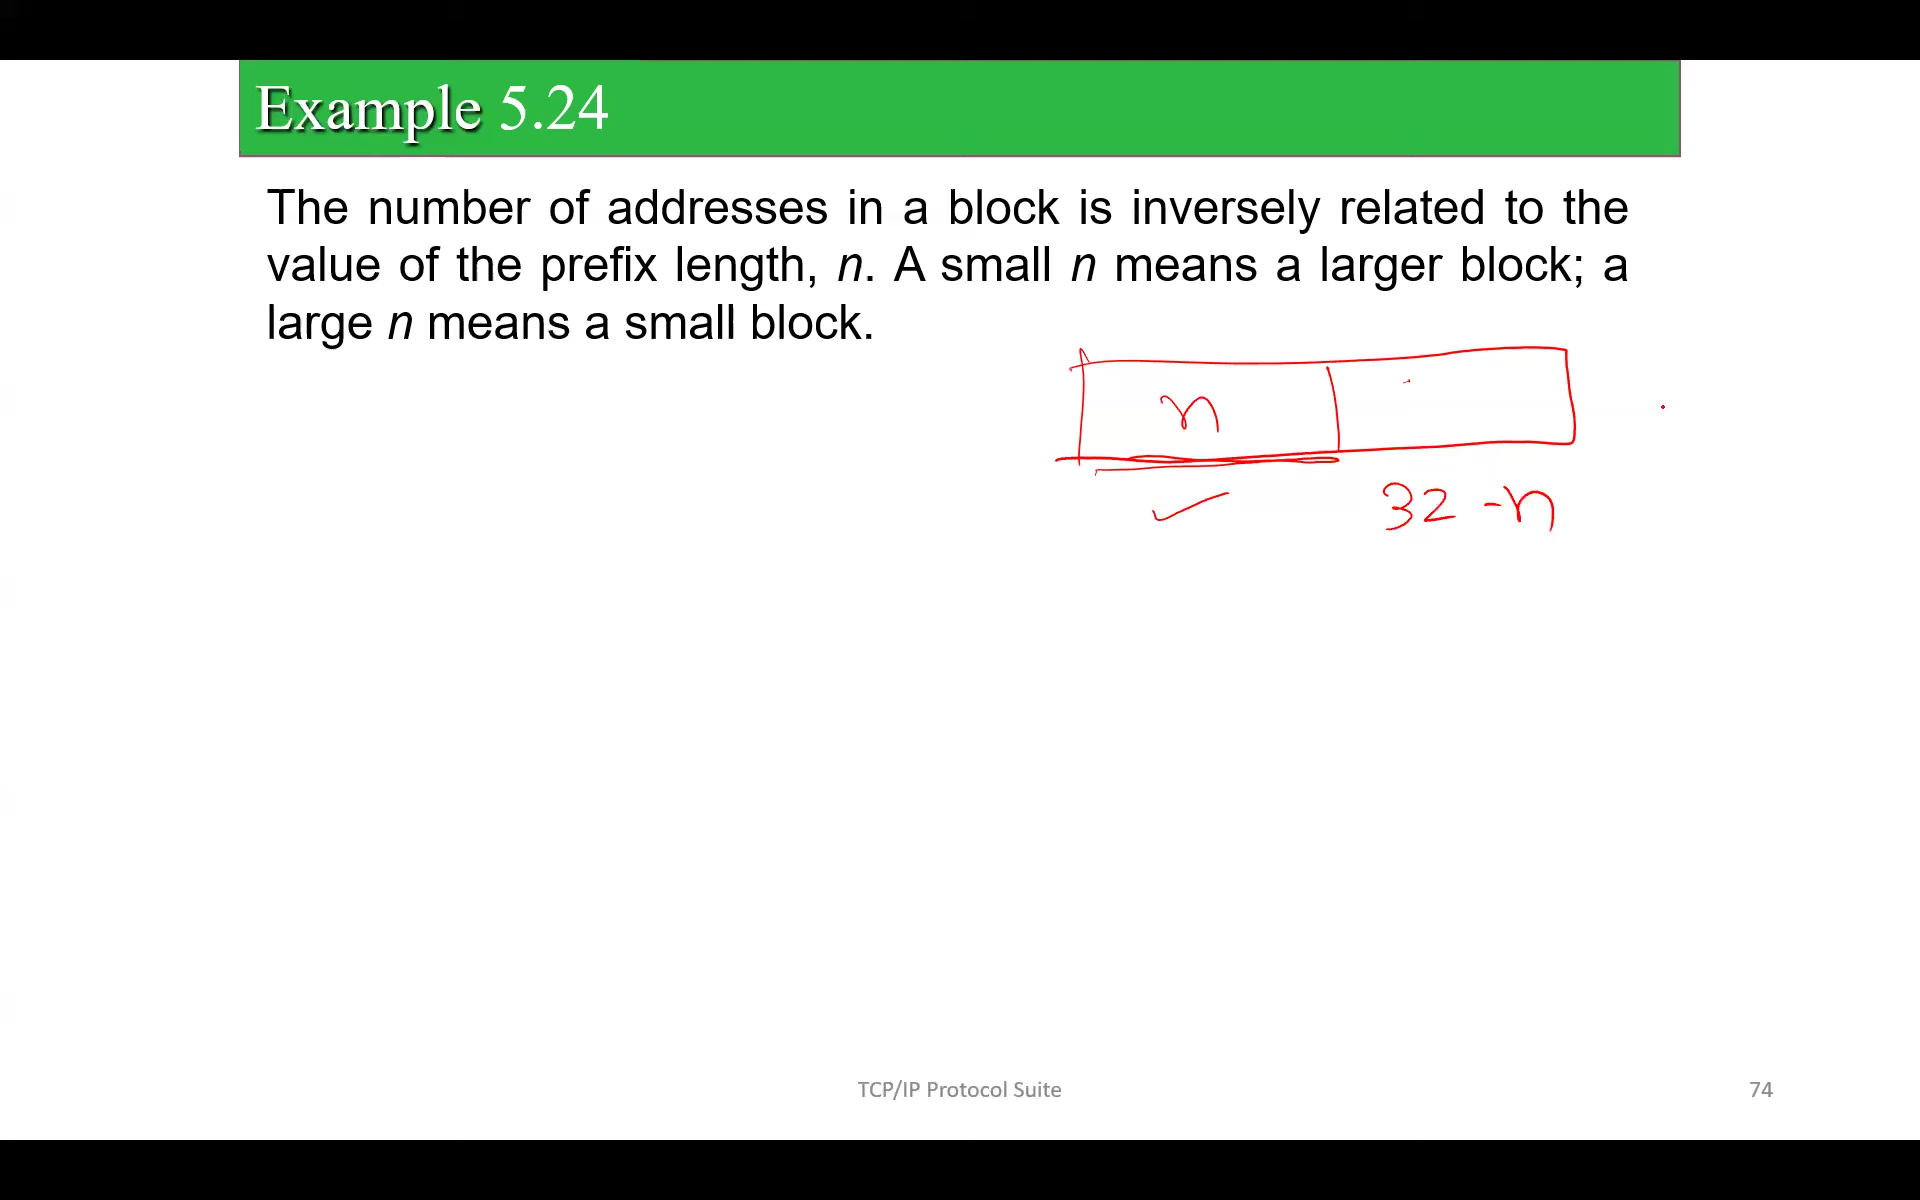 Example 5.24
The number of addresses in a block is inversely related to the
value of the prefix length, n. A small n means a larger block; a
large n means a small block.
n
32 -n
TCP/IP Protocol Suite
74